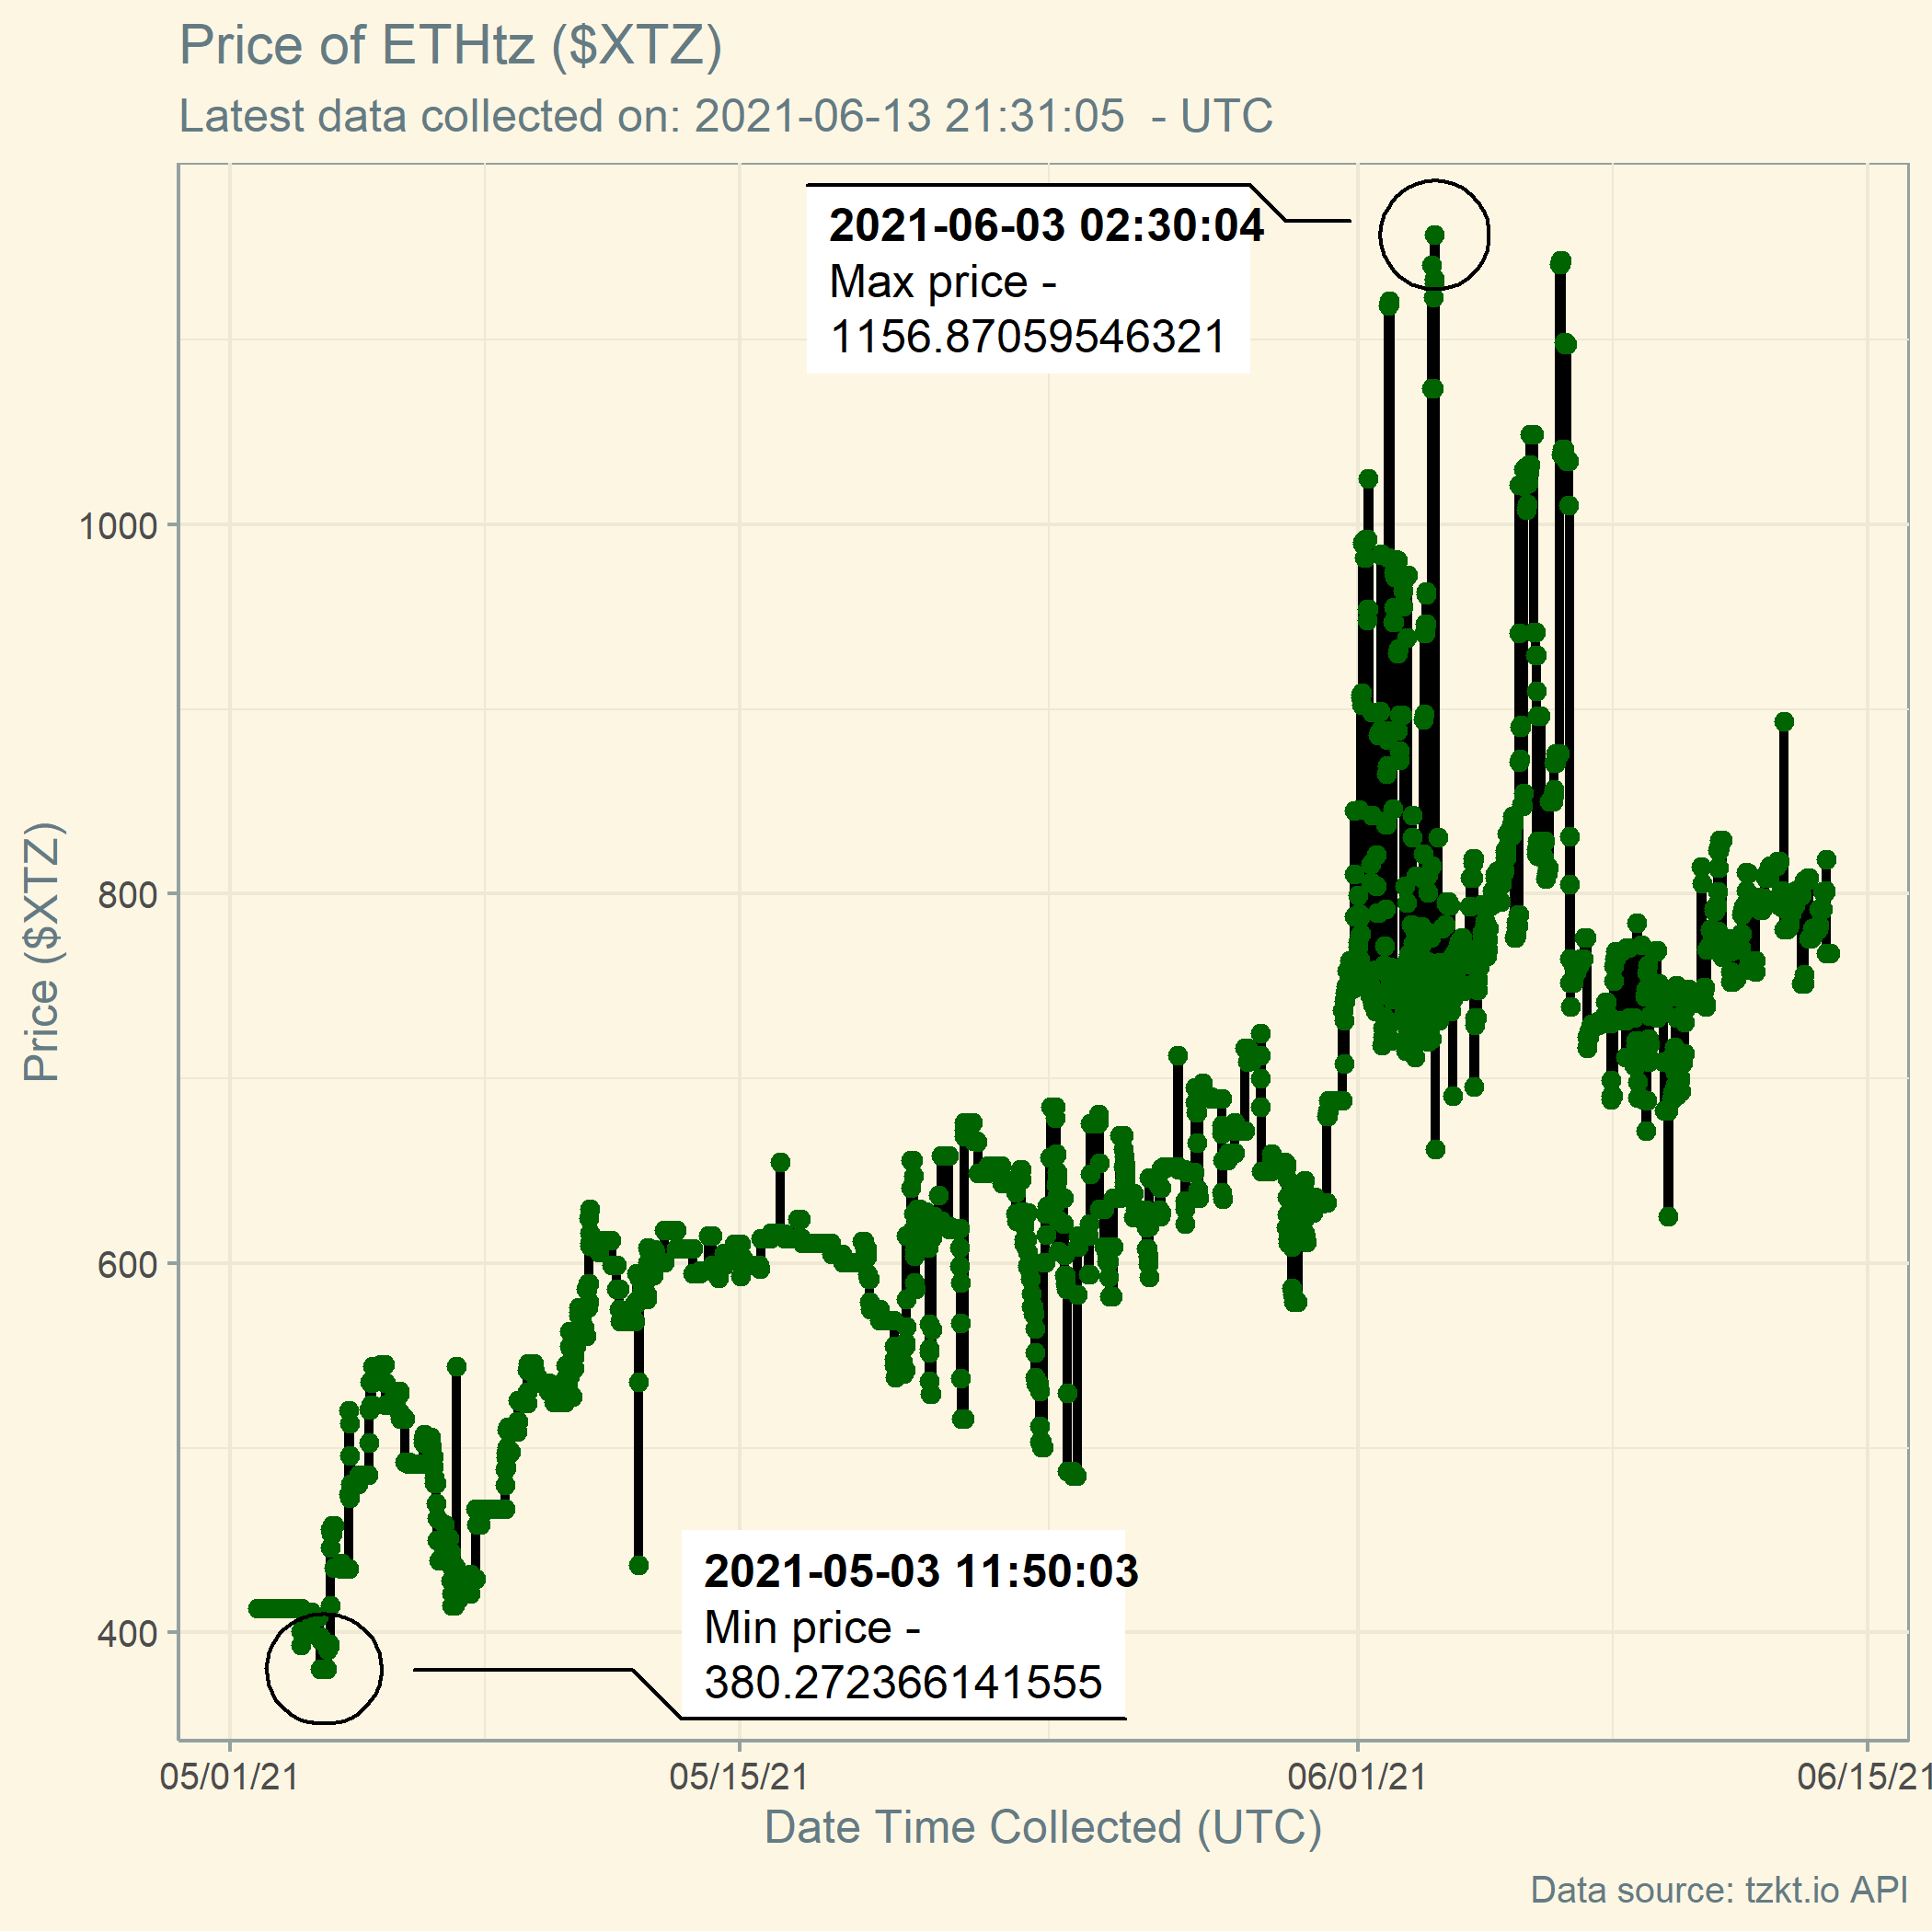 Price of ETHtz ($XTZ)
Latest data collected on: 2021-06-13 21:31:05  - UTC
2021-06-03 02:30:04
Max price -
1156.87059546321
1000
800
600
400
Price ($XTZ)
2021-05-03 11:50:03
Min price -
380.272366141555
05/01/21
05/15/21
06/01/21
06/15/21
Date Time Collected (UTC)
Data source: tzkt.io API